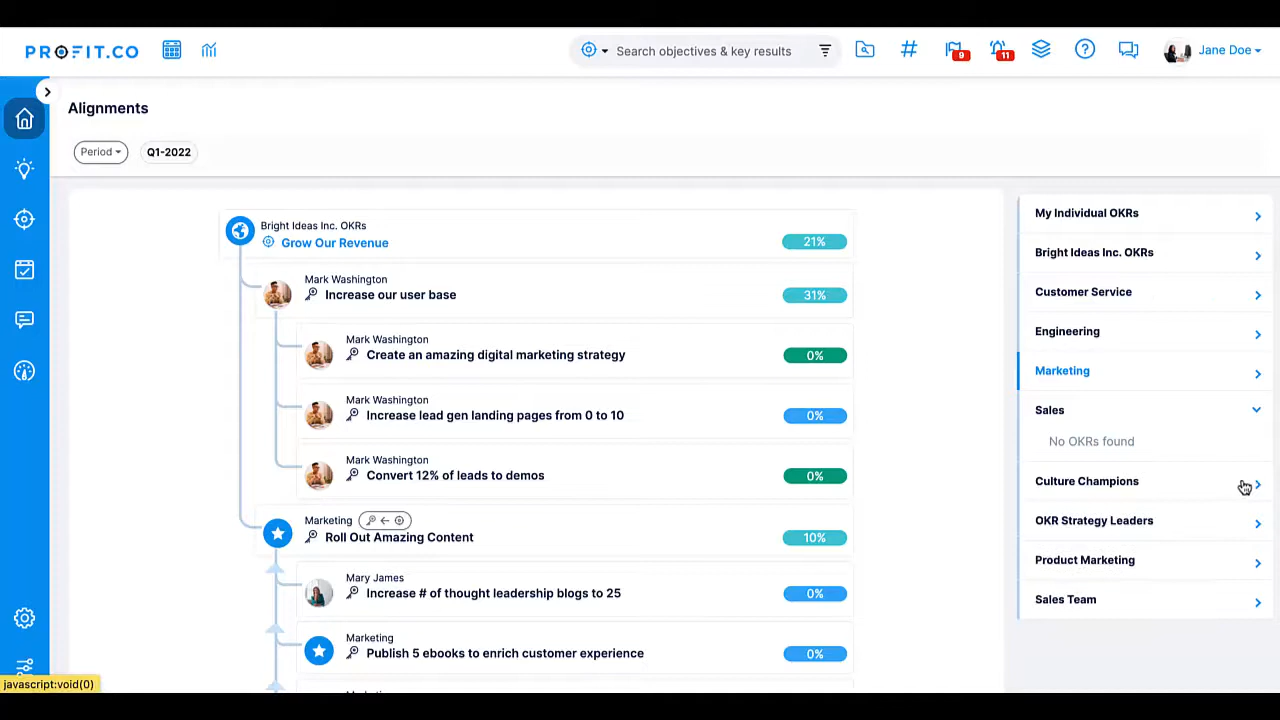 PROFIT.CO
Search objectives & key results
9
11
Jane Doe
Alignments
Period
Q1-2022
Bright Ideas Inc. OKRs
Grow Our Revenue
21%
Mark Washington
Increase our user base
31%
Mark Washington
Create an amazing digital marketing strategy
0%
Mark Washington
Increase lead gen landing pages from 0 to 10
0%
Mark Washington
Convert 12% of leads to demos
0%
Marketing
Roll Out Amazing Content
10%
Mary James
Increase # of thought leadership blogs to 25
0%
Marketing
Publish 5 ebooks to enrich customer experience
0%
My Individual OKRs
Bright Ideas Inc. OKRs
Customer Service
Engineering
Marketing
Sales
No OKRs found
Culture Champions
OKR Strategy Leaders
Product Marketing
Sales Team
javascript:void(0)